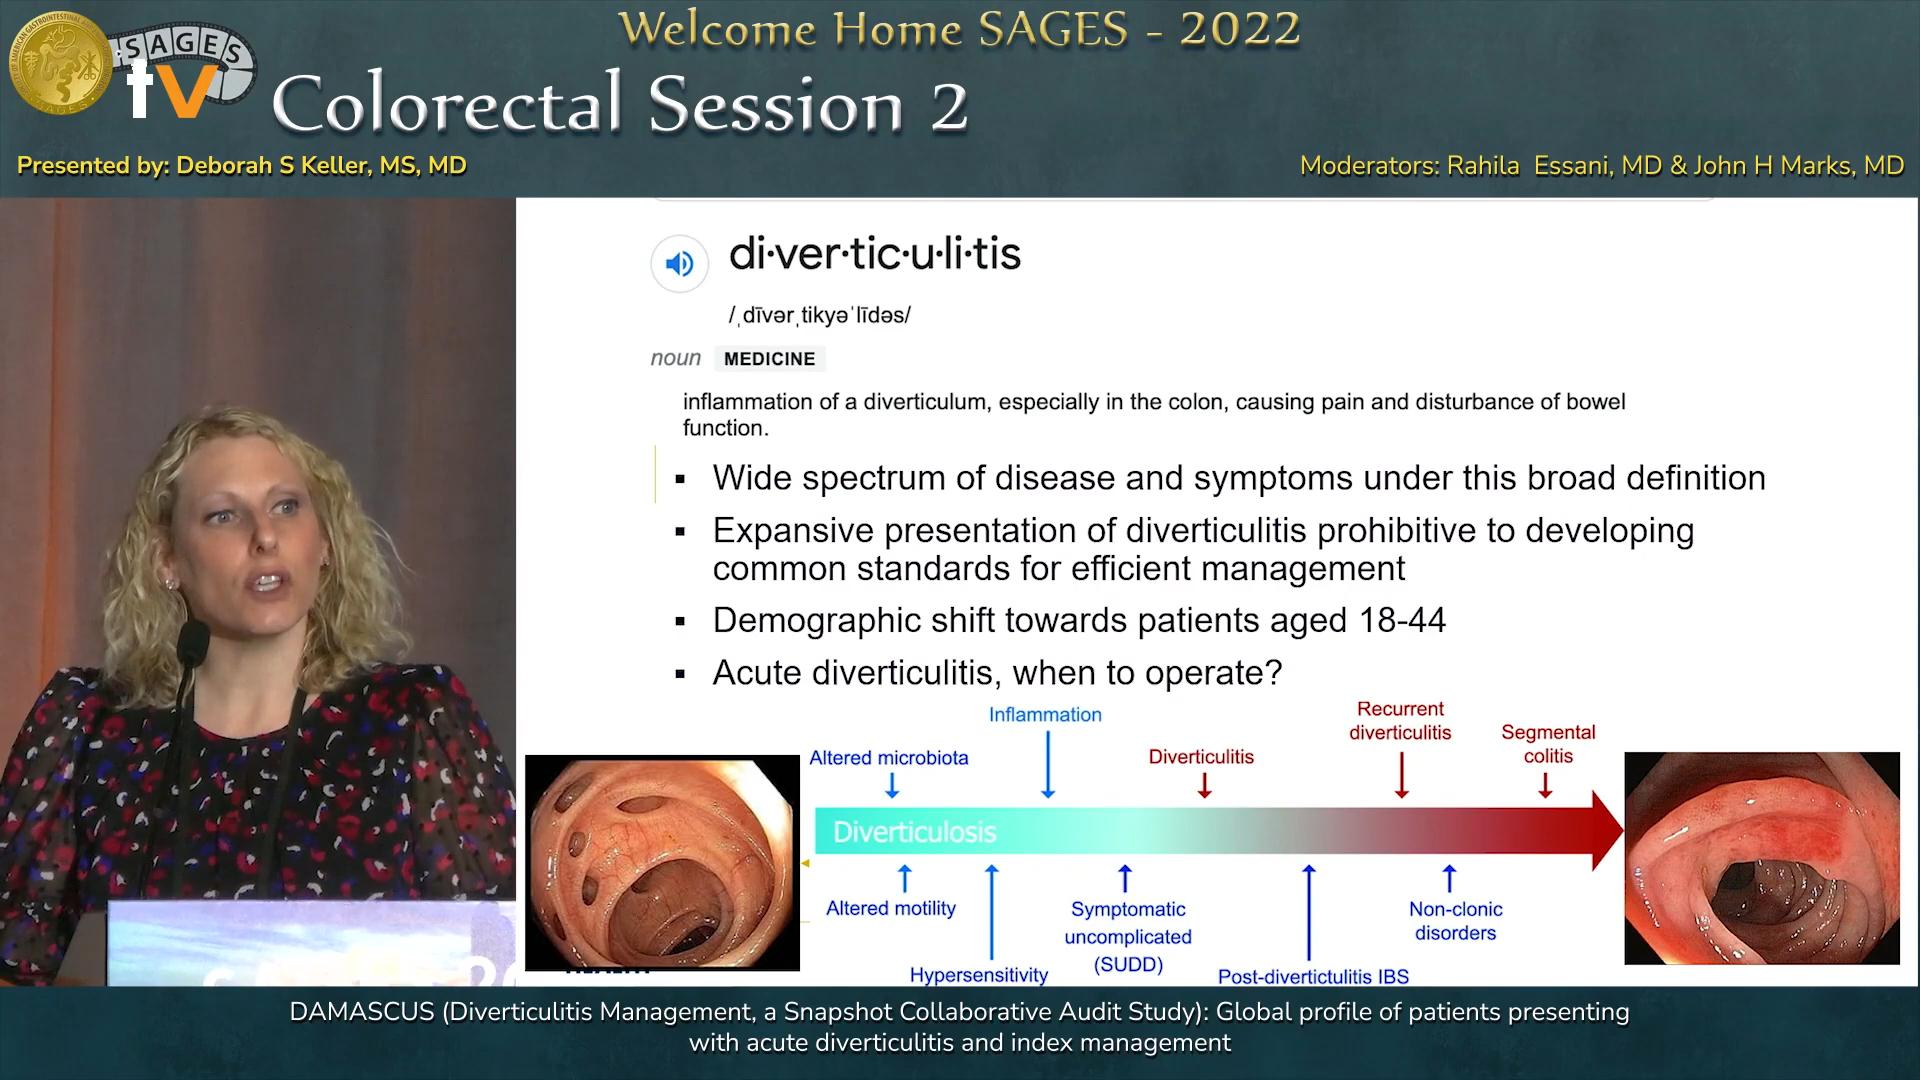 Welcome Home SAGES - 2022
SAGES
tv
Colorectal Session 2
Presented by: Deborah S Keller, MS, MD
Moderators: Rahila Essani, MD & John H Marks, MD
di·ver·tic·u·li·tis
/ˌdīvərˌtikyəˈlīdəs/
noun MEDICINE
inflammation of a diverticulum, especially in the colon, causing pain and disturbance of bowel
function.
▪ Wide spectrum of disease and symptoms under this broad definition
▪ Expansive presentation of diverticulitis prohibitive to developing
common standards for efficient management
▪ Demographic shift towards patients aged 18-44
▪ Acute diverticulitis, when to operate?
Altered microbiota
Inflammation
Diverticulitis
Recurrent
diverticulitis
Segmental
colitis
Diverticulosis
Altered motility
Hypersensitivity
Symptomatic
uncomplicated
(SUDD)
Post-divertictulitis IBS
Non-clonic
disorders
DAMASCUS (Diverticulitis Management, a Snapshot Collaborative Audit Study): Global profile of patients presenting
with acute diverticulitis and index management